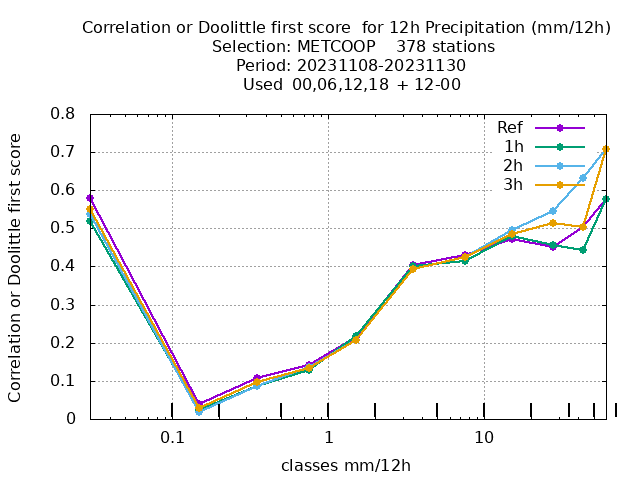 Correlation or Doolittle first score  for 12h Precipitation (mm/12h)
Selection: METCOOP    378 stations
Period: 20231108-20231130
Used  00,06,12,18  + 12-00
Correlation or Doolittle first score
0.8
0.7
0.6
0.5
0.4
0.3
0.2
0.1
0
Ref
1h
2h
3h
0.1
1
10
classes mm/12h